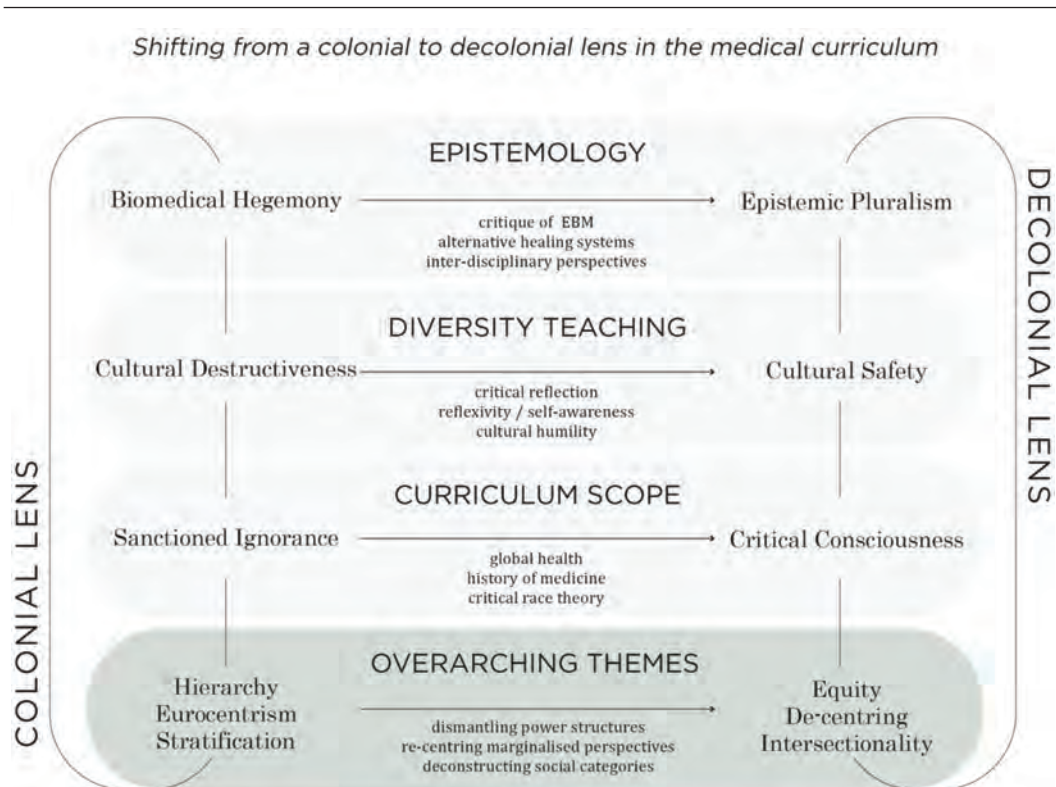 Shifting from a colonial to decolonial lens in the medical curriculum
COLONIAL LENS
DECOLONIAL LENS
EPISTEMOLOGY
Biomedical Hegemony
critique of EBM
alternative healing systems
inter-disciplinary perspectives
Epistemic Pluralism
DIVERSITY TEACHING
Cultural Destructiveness
critical reflection
reflexivity / self-awareness
cultural humility
Cultural Safety
CURRICULUM SCOPE
Sanctioned Ignorance
global health
history of medicine
critical race theory
Critical Consciousness
OVERARCHING THEMES
Hierarchy
Eurocentrism
Stratification
dismantling power structures
re-centring marginalised perspectives
deconstructing social categories
Equity
De-centring
Intersectionality